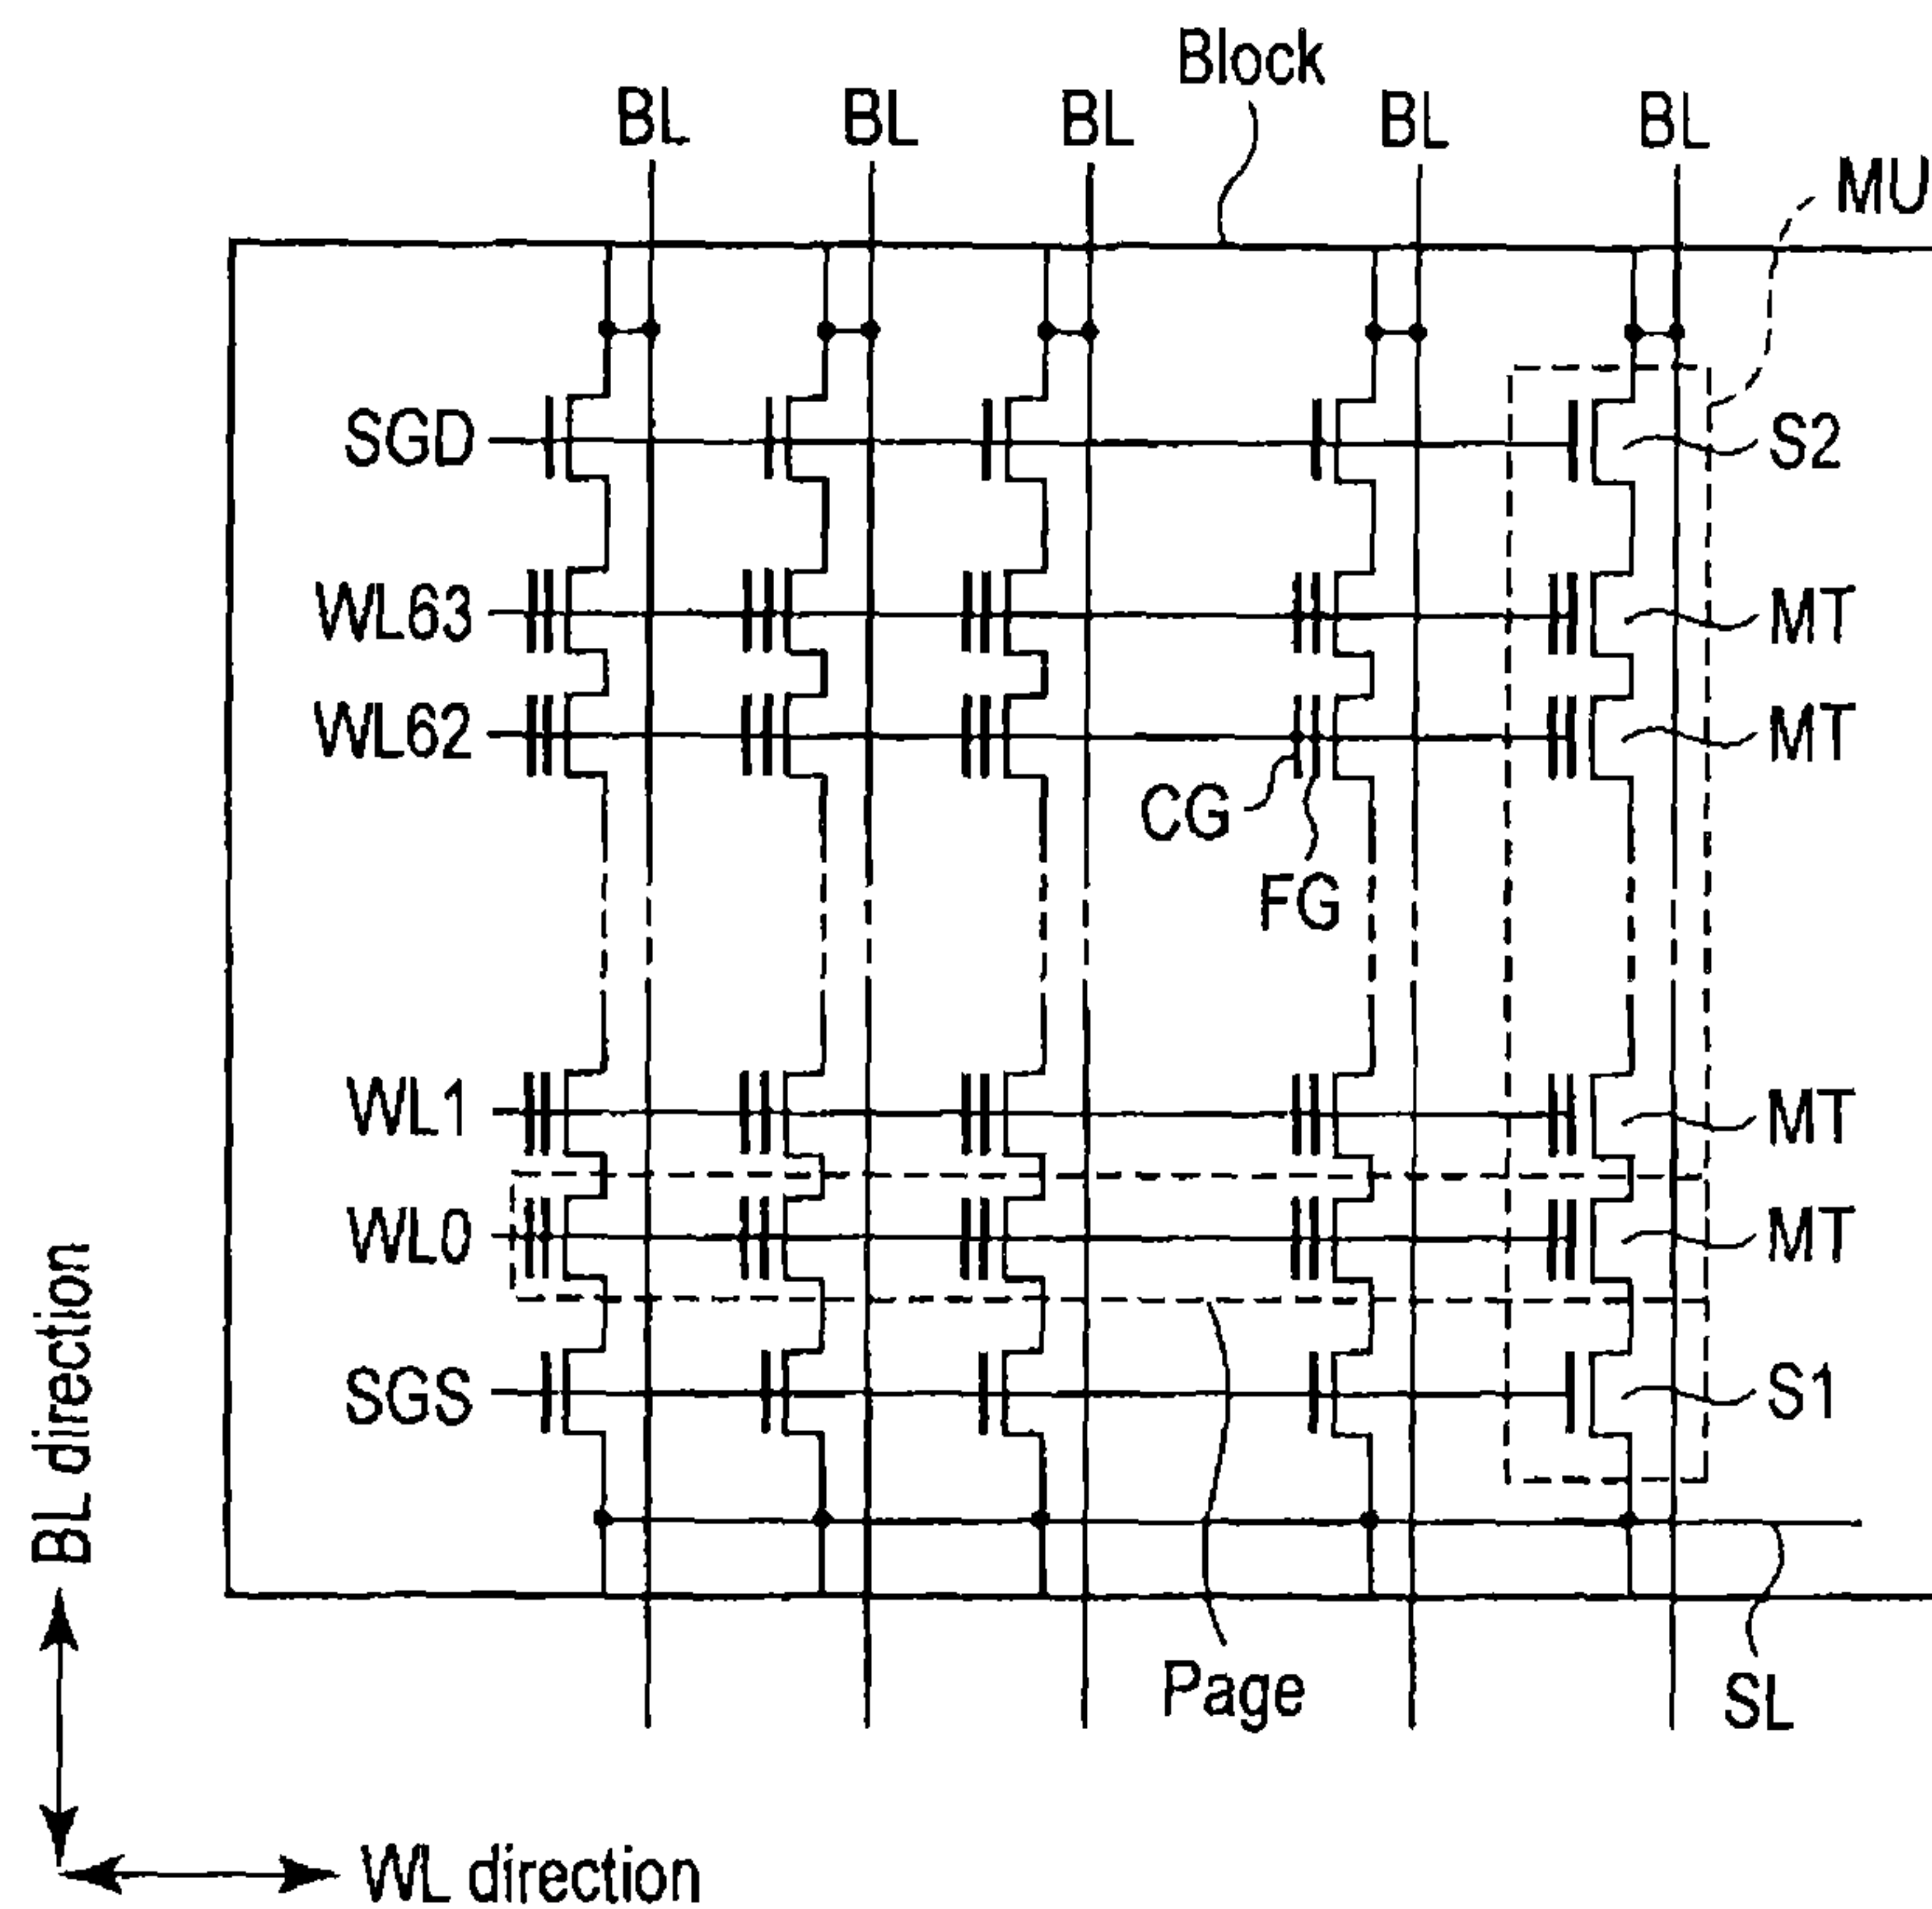 Block
BL BL BL BL BL
MU
SGD S2
WL63 MT
WL62 MT
CG
FG
WL1 MT
WL0 MT
SGS S1
Page
SL
BL direction
WL direction